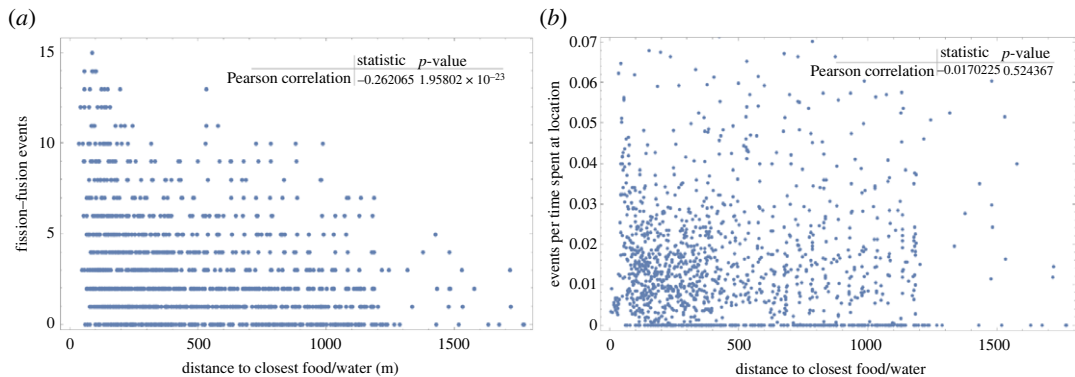 (a)
15
10
5
0
fission–fusion events
statistic p-value
Pearson correlation −0.262065 1.95802 × 10−23
0 500 1000 1500
distance to closest food/water (m)
(b)
0.07
0.06
0.05
0.04
0.03
0.02
0.01
0
events per time spent at location
statistic p-value
Pearson correlation −0.0170225 0.524367
0 500 1000 1500
distance to closest food/water